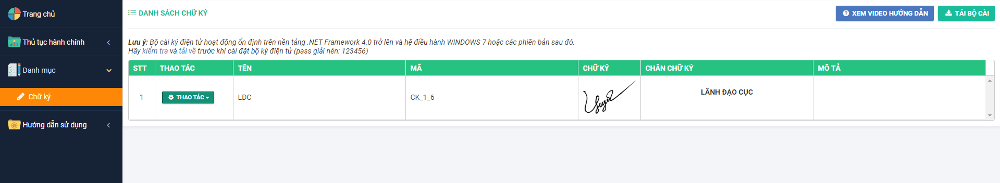 Trang chủ
Thủ tục hành chính
Danh mục
Chữ ký
Hướng dẫn sử dụng
DANH SÁCH CHỮ KÝ
XEM VIDEO HƯỚNG DẪN
TẢI BỘ CÀI
Lưu ý: Bộ cài ký điện tử hoạt động ổn định trên nền tảng .NET Framework 4.0 trở lên và hệ điều hành WINDOWS 7 hoặc các phiên bản sau đó.
Hãy kiểm tra và tải về trước khi cài đặt bộ ký điện tử (pass giải nén: 123456)
STT THAO TÁC TÊN MÃ CHỮ KÝ CHÂN CHỮ KÝ MÔ TẢ
1 THAO TÁC LĐC CK_1_6 LÃNH ĐẠO CỤC